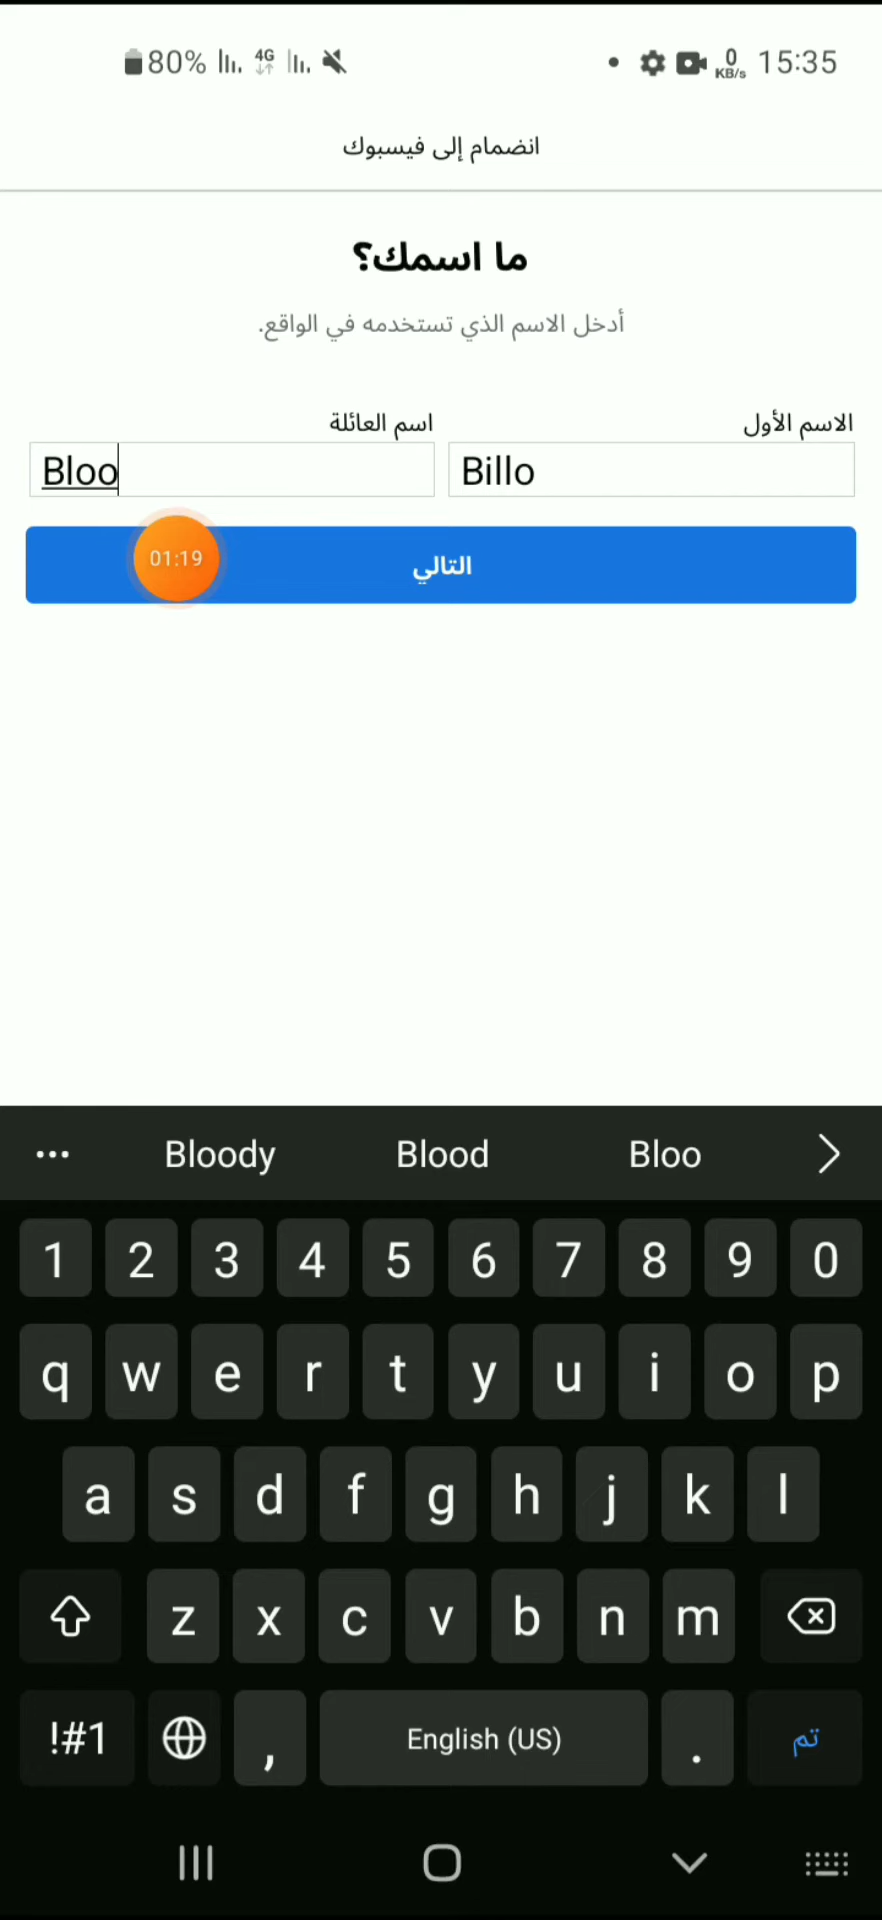 80% 4G 0 KB/s 15:35
انضمام إلى فيسبوك
ما اسمك؟
أدخل الاسم الذي تستخدمه في الواقع.
الاسم الأول
اسم العائلة
Billo
Bloo
01:19
التالي
Bloody Blood Bloo
1 2 3 4 5 6 7 8 9 0
q w e r t y u i o p
a s d f g h j k l
z x c v b n m
!#1 , English (US) . تم